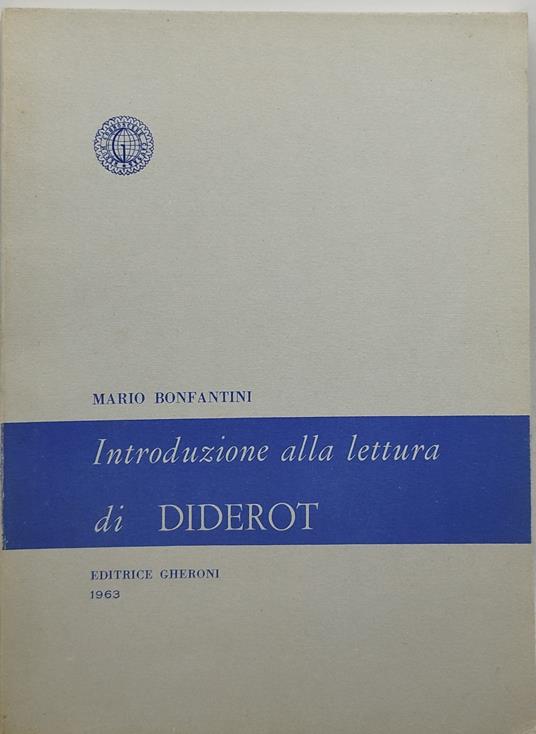 MARIO BONFANTINI
Introduzione alla lettura
di DIDEROT
EDITRICE GHERONI
1963